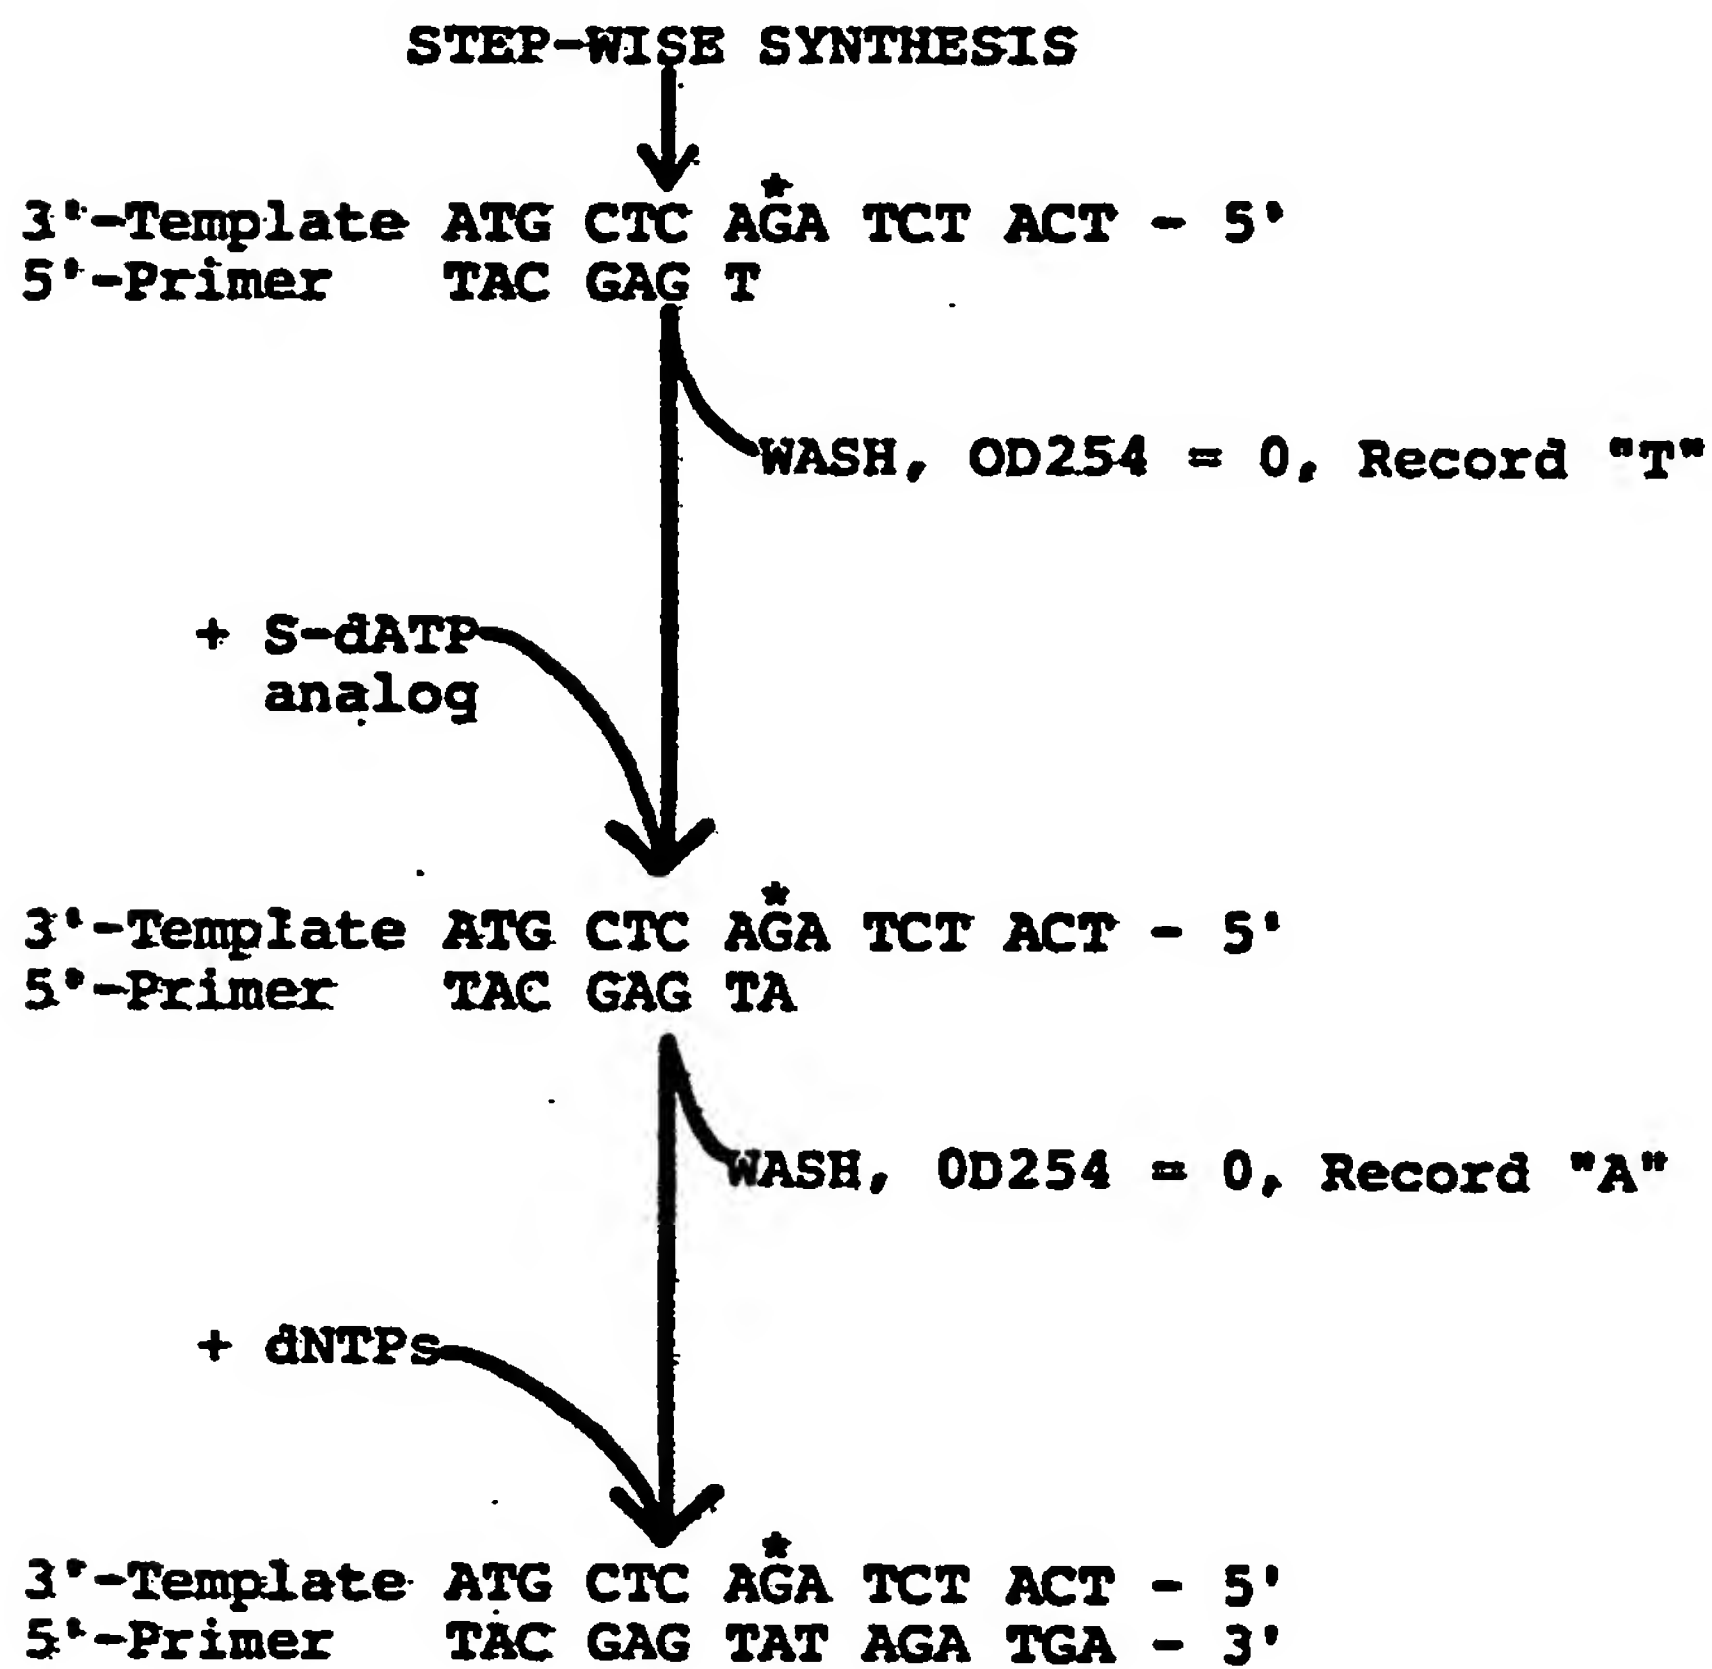 STEP-WISE SYNTHESIS
*
3'-Template ATG CTC AGA TCT ACT - 5'
5'-Primer TAC GAG T
WASH, OD254 = 0, Record "T"
+ S-dATP
analog
*
3'-Template ATG CTC AGA TCT ACT - 5'
5'-Primer TAC GAG TA
WASH, OD254 = 0, Record "A"
+ dNTPs
*
3'-Template ATG CTC AGA TCT ACT - 5'
5'-Primer TAC GAG TAT AGA TGA - 3'